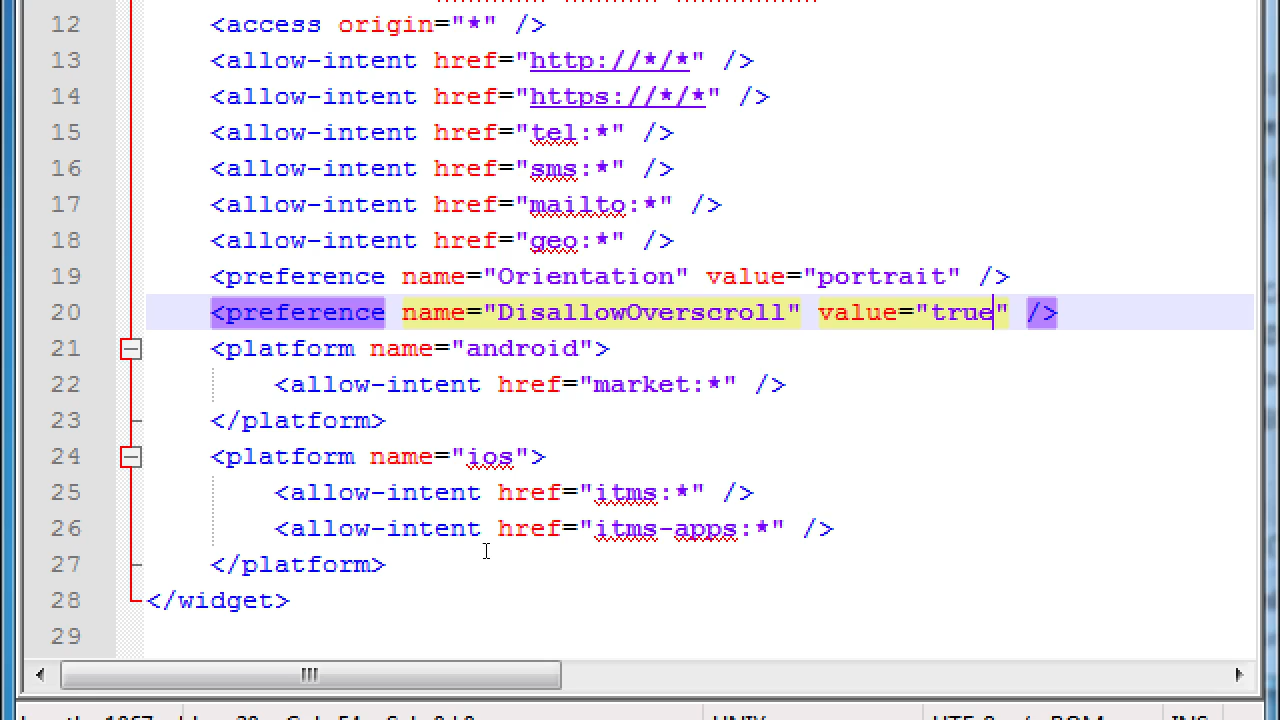 12 <access origin="*" />
13 <allow-intent href="http://*/*" />
14 <allow-intent href="https://*/*" />
15 <allow-intent href="tel:*" />
16 <allow-intent href="sms:*" />
17 <allow-intent href="mailto:*" />
18 <allow-intent href="geo:*" />
19 <preference name="Orientation" value="portrait" />
20 <preference name="DisallowOverscroll" value="true" />
21 <platform name="android">
22 <allow-intent href="market:*" />
23 </platform>
24 <platform name="ios">
25 <allow-intent href="itms:*" />
26 <allow-intent href="itms-apps:*" />
27 </platform>
28 </widget>
29